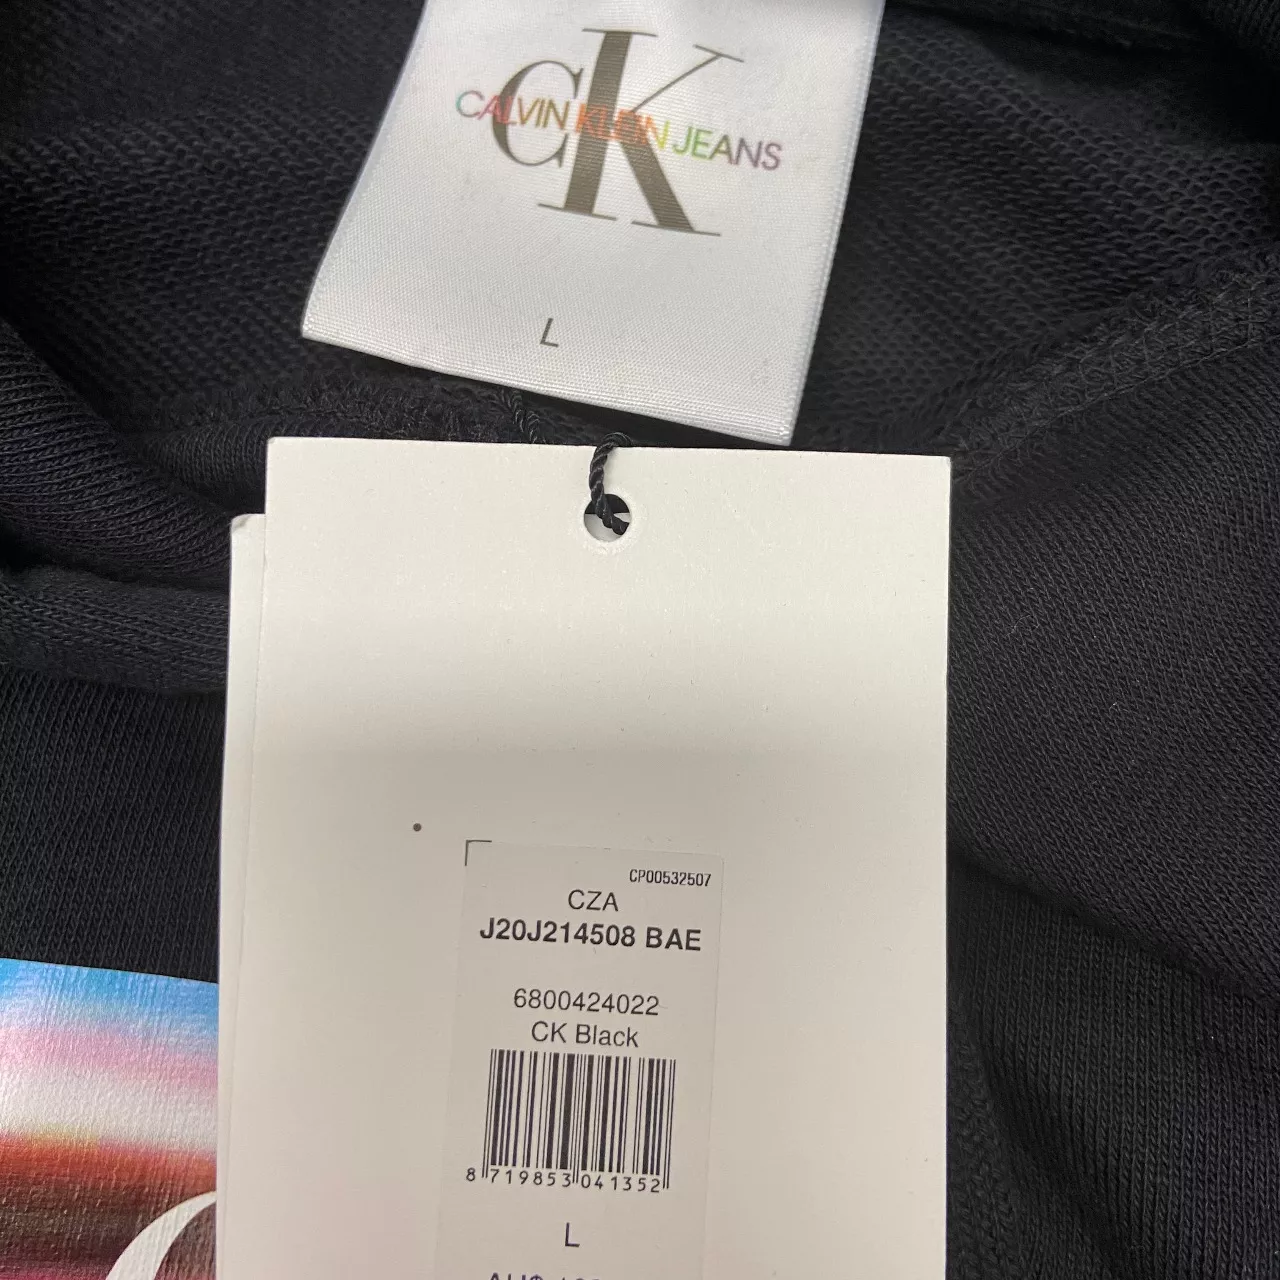 CK
CALVIN KLEIN JEANS
L
CP00532507
CZA
J20J214508 BAE
6800424022
CK Black
8 719853 041352
L